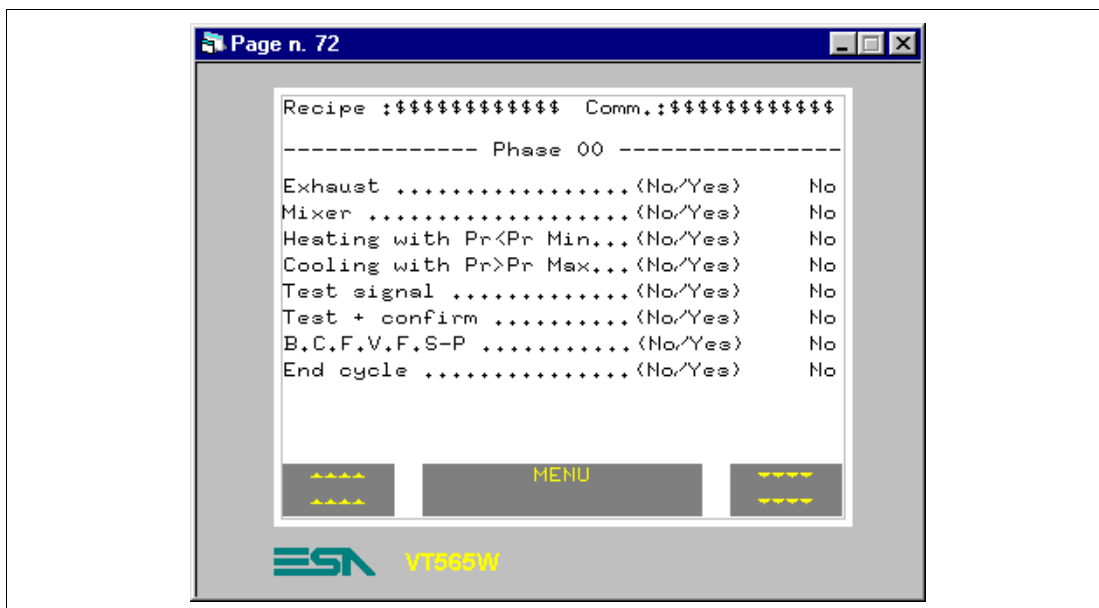 Page n. 72
Recipe :$$$$$$$$$$$$ Comm.:$$$$$$$$$$$$
-------------- Phase 00 ----------------
Exhaust .................(No/Yes) No
Mixer ...................(No/Yes) No
Heating with Pr<Pr Min...(No/Yes) No
Cooling with Pr>Pr Max...(No/Yes) No
Test signal .............(No/Yes) No
Test + confirm ..........(No/Yes) No
B.C.F.V.F.S-P ...........(No/Yes) No
End cycle ...............(No/Yes) No
MENU
ESA VT565W